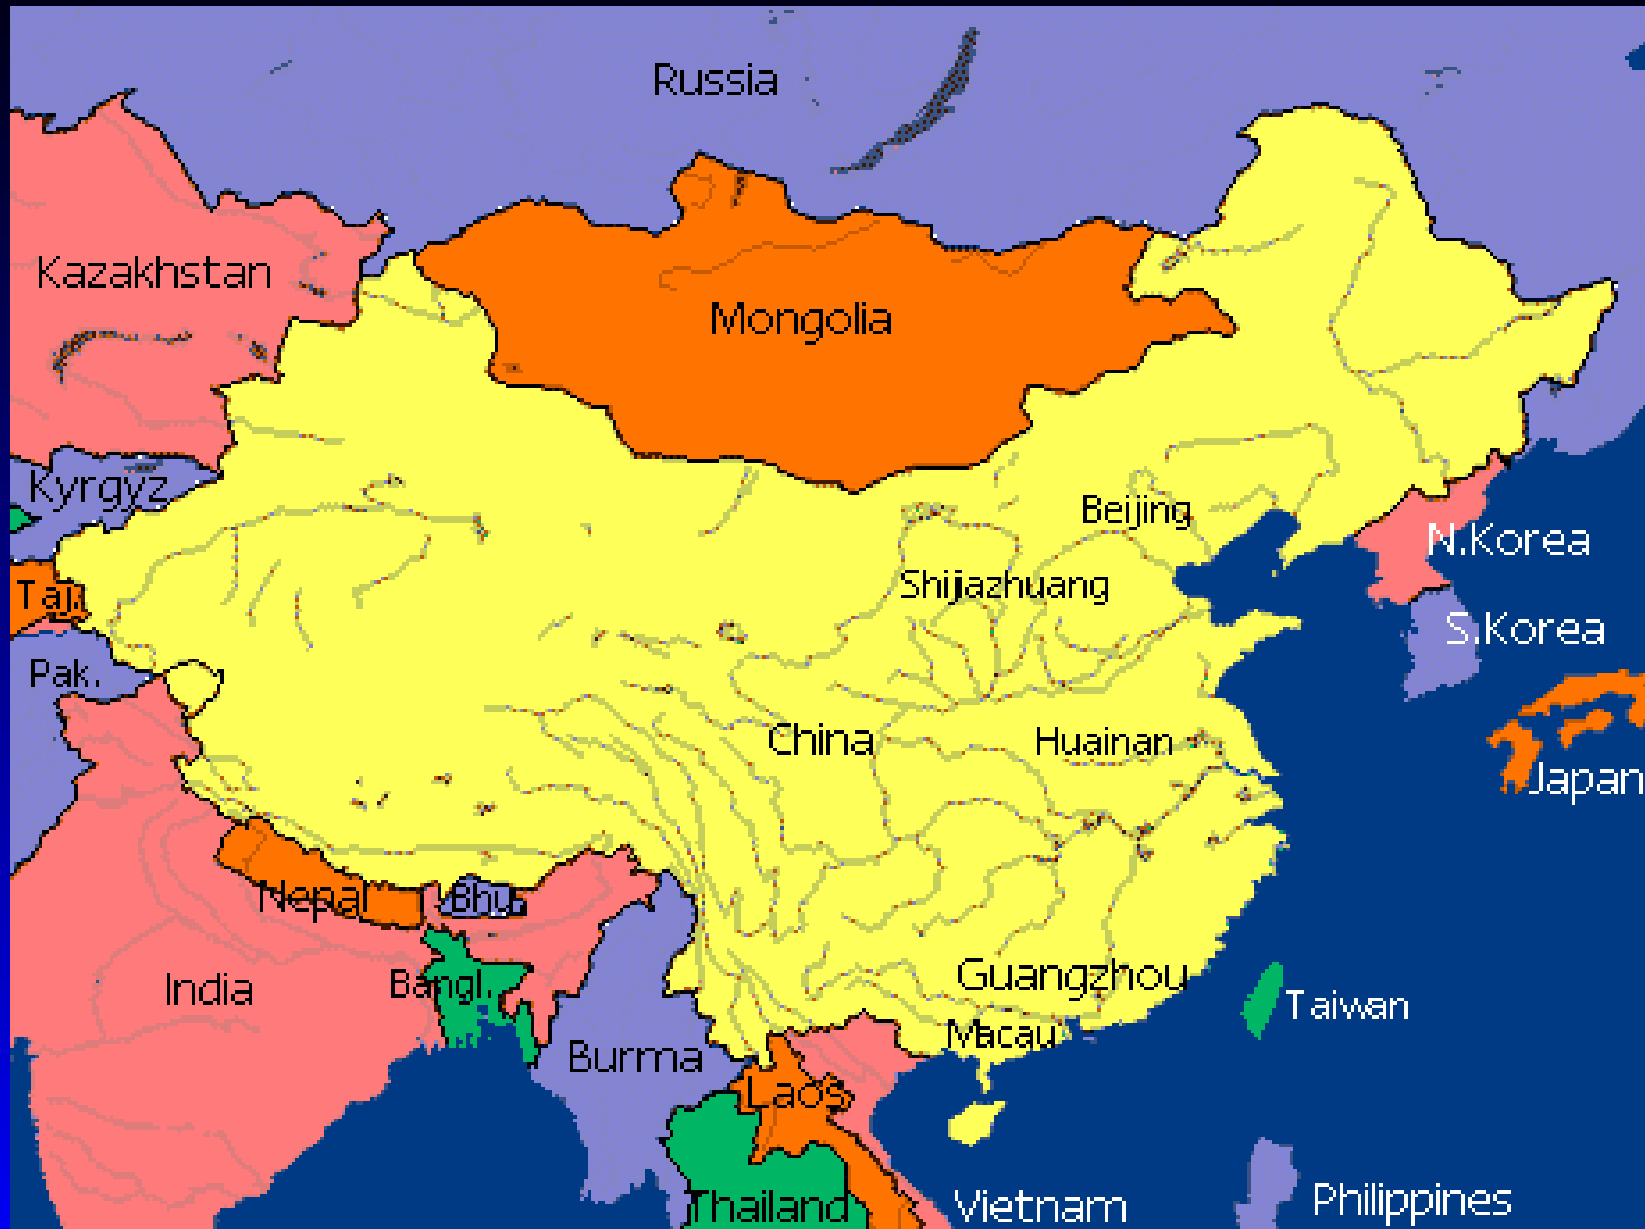 Russia
Kazakhstan
Mongolia
Kyrgyz.
Beijing
N.Korea
Shijiazhuang
Taj.
S.Korea
Pak.
China
Huainan
Japan
Nepal
Bhu.
India
Bangl.
Guangzhou
Taiwan
Macau
Burma
Laos
Thailand
Vietnam
Philippines